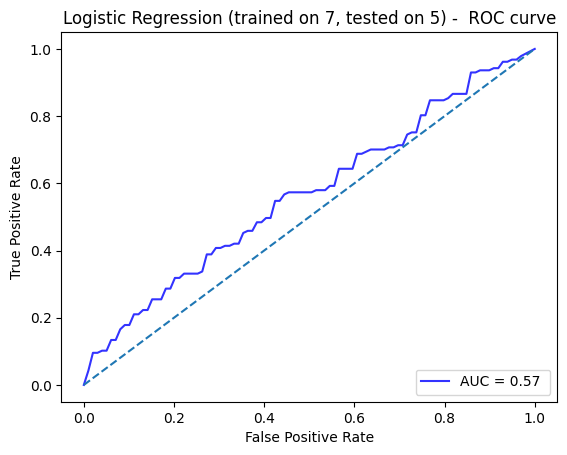 Logistic Regression (trained on 7, tested on 5) -  ROC curve
1.0
0.8
0.6
0.4
0.2
0.0
True Positive Rate
AUC = 0.57
0.0 0.2 0.4 0.6 0.8 1.0
False Positive Rate